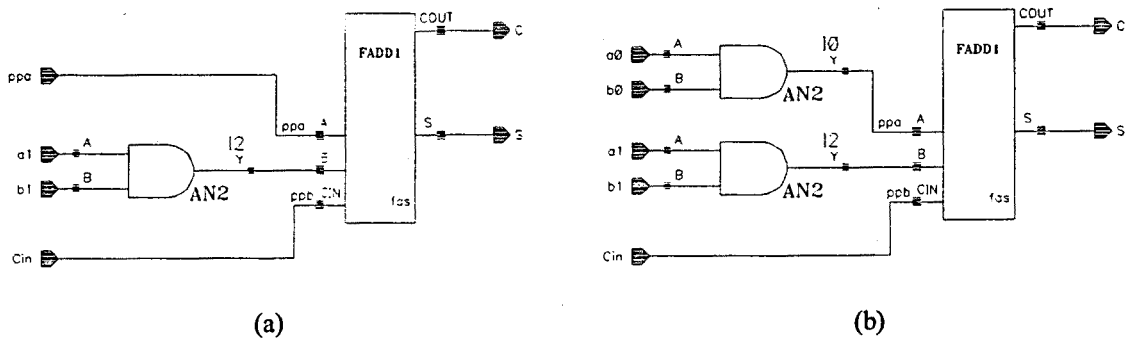 COUT
C
FADD1
ppa
ppa
A
S
S
a1
A
I2
Y
B
b1
B
AN2
ppb
CIN
fas
Cin
(a)
COUT
C
a0
A
I0
Y
FADD1
b0
B
AN2
ppa
A
S
S
a1
A
I2
Y
B
b1
B
AN2
ppb
CIN
fas
Cin
(b)